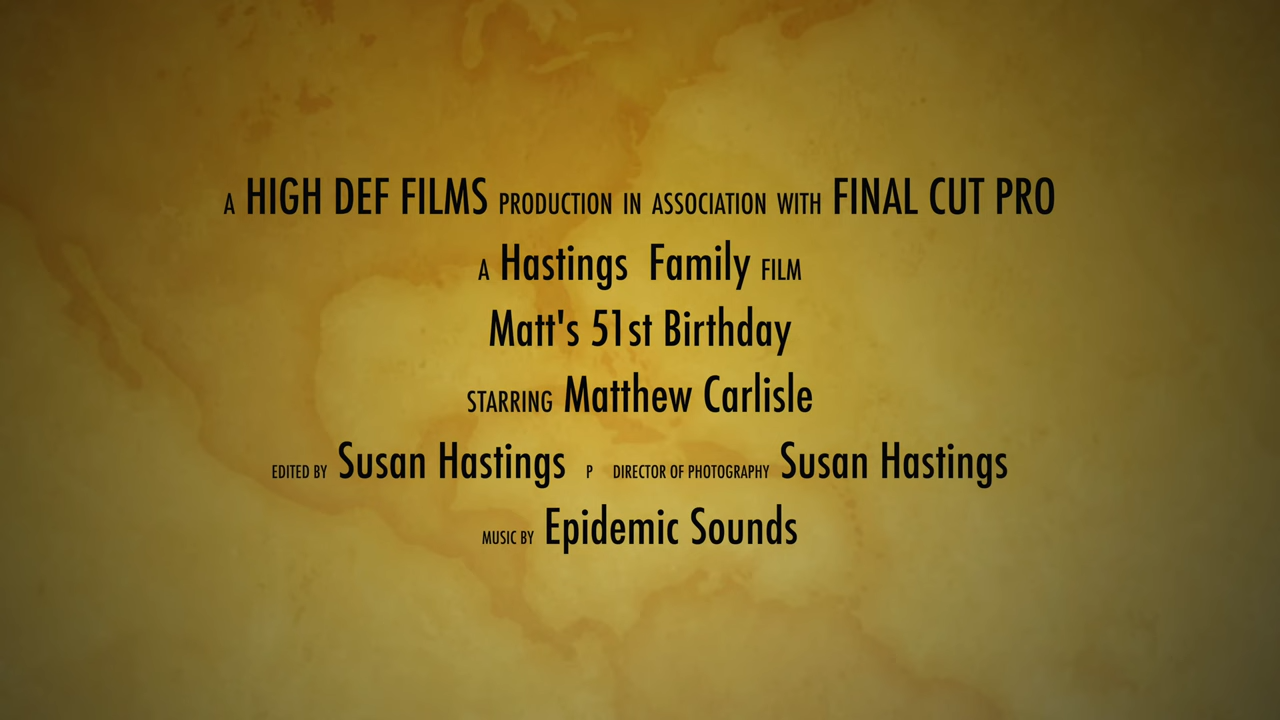 A HIGH DEF FILMS PRODUCTION IN ASSOCIATION WITH FINAL CUT PRO
A Hastings Family FILM
Matt's 51st Birthday
STARRING Matthew Carlisle
EDITED BY Susan Hastings P DIRECTOR OF PHOTOGRAPHY Susan Hastings
MUSIC BY Epidemic Sounds